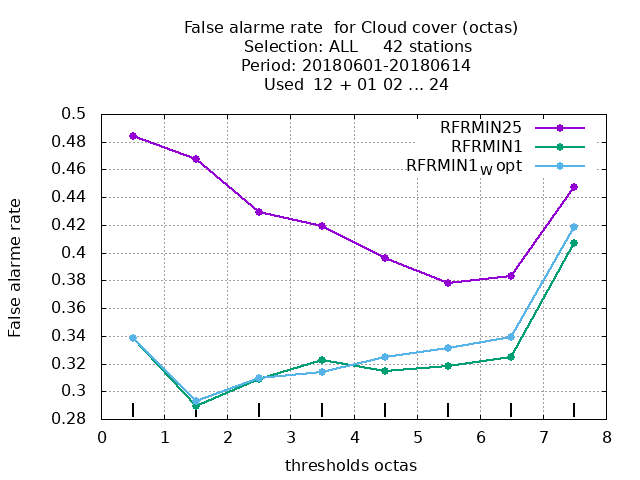 False alarme rate  for Cloud cover (octas)
Selection: ALL     42 stations
Period: 20180601-20180614
Used  12 + 01 02 ... 24
RFRMIN25
RFRMIN1
RFRMIN1W opt
False alarme rate
0.5
0.48
0.46
0.44
0.42
0.4
0.38
0.36
0.34
0.32
0.3
0.28
0 1 2 3 4 5 6 7 8
thresholds octas